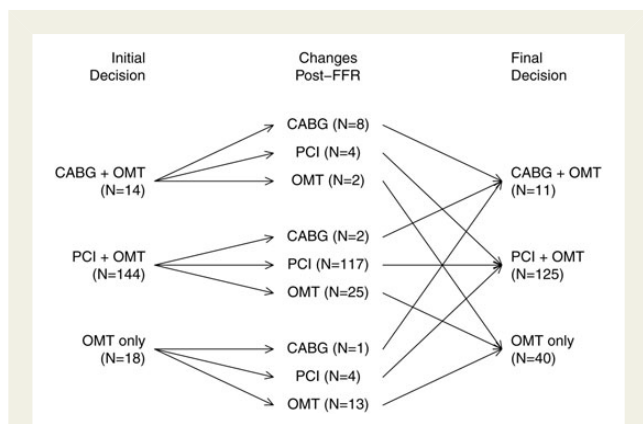 Initial
Decision
Changes
Post-FFR
Final
Decision
CABG + OMT
(N=14)
CABG (N=8)
PCI (N=4)
OMT (N=2)
CABG + OMT
(N=11)
PCI + OMT
(N=144)
CABG (N=2)
PCI (N=117)
OMT (N=25)
PCI + OMT
(N=125)
OMT only
(N=18)
CABG (N=1)
PCI (N=4)
OMT (N=13)
OMT only
(N=40)